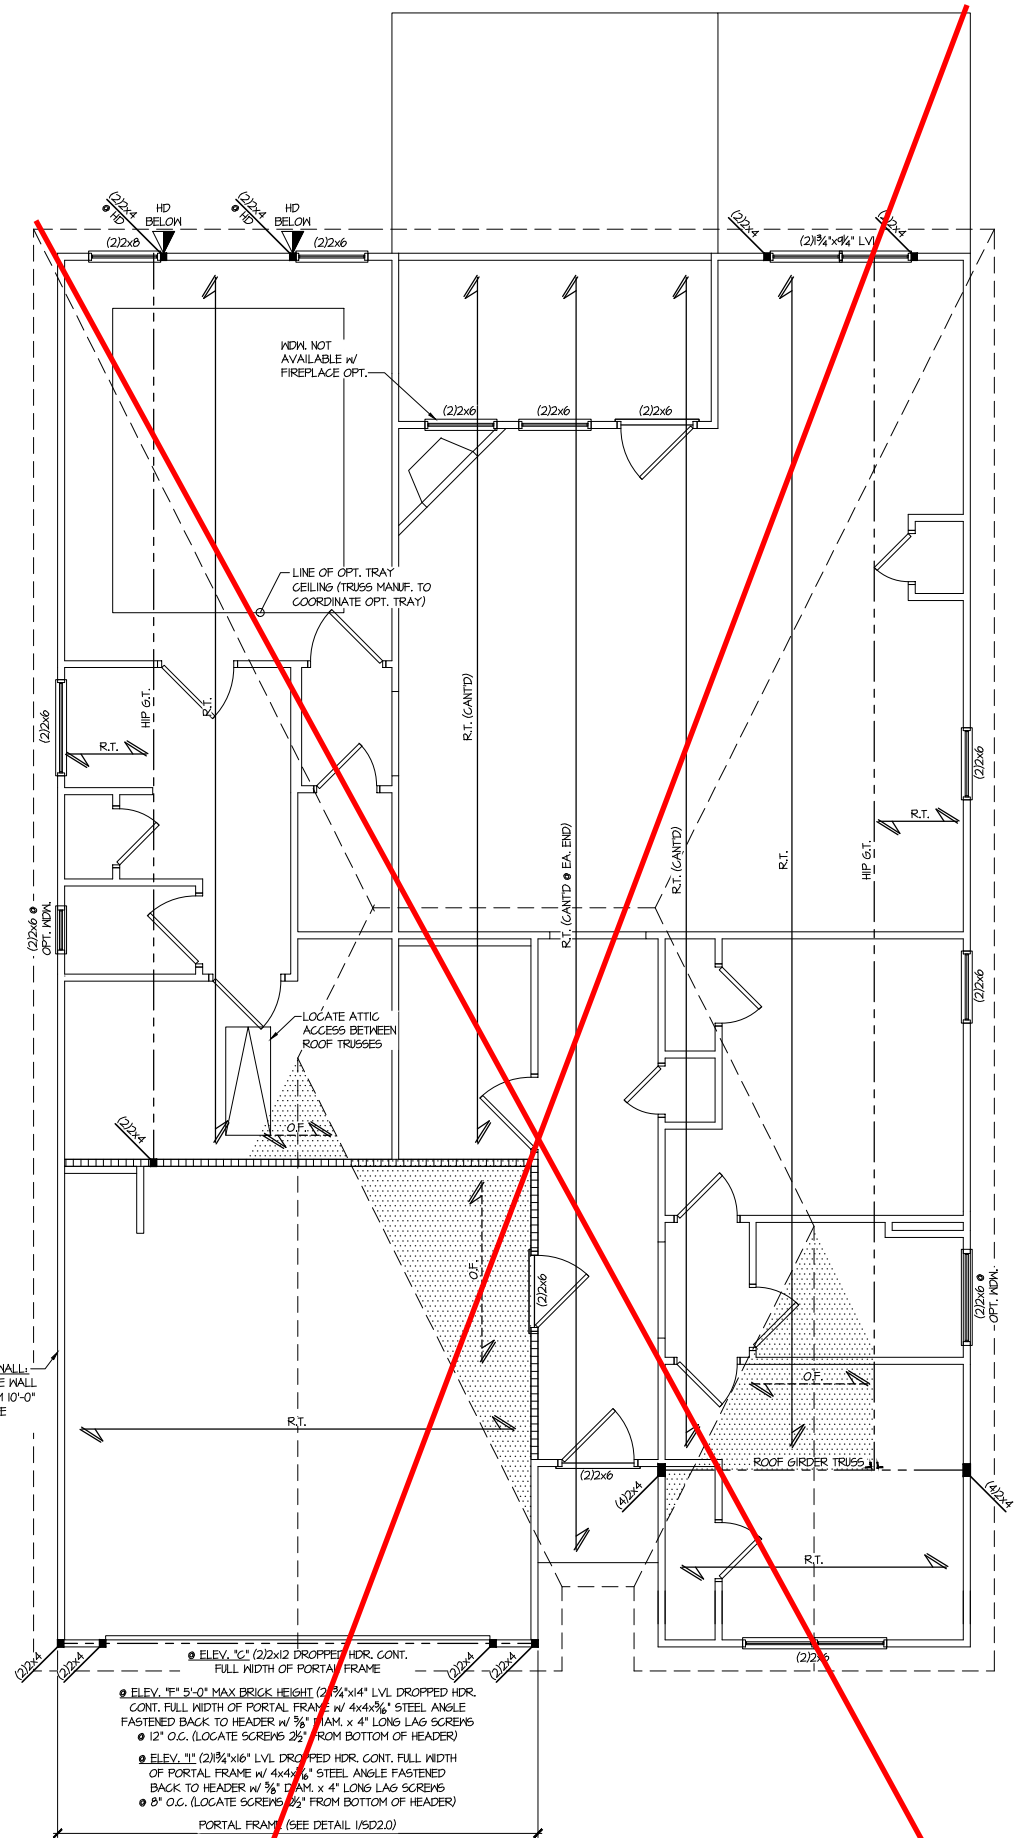 (2)2x4
@ HD
HD
BELOW
(2)2x4
@ HD
HD
BELOW
(2)2x4
(2)2x4
(2)2x8
(2)2x6
(2)1¾"x9¼" LVL
WDW. NOT
AVAILABLE w/
FIREPLACE OPT.
(2)2x6
(2)2x6
(2)2x6
LINE OF OPT. TRAY
CEILING (TRUSS MANUF. TO
COORDINATE OPT. TRAY)
(2)2x6
R.T.
HIP G.T.
R.T.
R.T. (CANT'D)
R.T. (CANT'D @ EA. END)
R.T. (CANT'D)
R.T.
HIP G.T.
R.T.
(2)2x6
(2)2x6 @
OPT. WDW.
(2)2x6
LOCATE ATTIC
ACCESS BETWEEN
ROOF TRUSSES
O.F.
(2)2x4
O.F.
(2)2x6
(2)2x6 @
OPT. WDW.
WALL:
E WALL
10'-0"
E
R.T.
O.F.
(2)2x6
ROOF GIRDER TRUSS
(4)2x4
(4)2x4
R.T.
(2)2x4
(2)2x4
(2)2x4
(2)2x4
(2)2x6
@ ELEV. "C" (2)2x12 DROPPED HDR. CONT.
FULL WIDTH OF PORTAL FRAME
@ ELEV. "F" 5'-0" MAX BRICK HEIGHT (2)1¾"x14" LVL DROPPED HDR.
CONT. FULL WIDTH OF PORTAL FRAME w/ 4x4x5/16" STEEL ANGLE
FASTENED BACK TO HEADER w/ ⅝" DIAM. x 4" LONG LAG SCREWS
@ 12" O.C. (LOCATE SCREWS 2½" FROM BOTTOM OF HEADER)
@ ELEV. "I" (2)1¾"x16" LVL DROPPED HDR. CONT. FULL WIDTH
OF PORTAL FRAME w/ 4x4x5/16" STEEL ANGLE FASTENED
BACK TO HEADER w/ ⅝" DIAM. x 4" LONG LAG SCREWS
@ 8" O.C. (LOCATE SCREWS 2½" FROM BOTTOM OF HEADER)
PORTAL FRAME (SEE DETAIL 1/SD2.0)